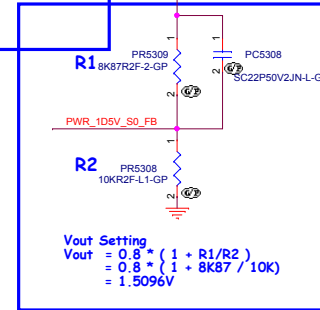 1
1
R1
PR5309
8K87R2F-2-GP
PC5308
SC22P50V2JN-L-G
2
2
G/P
G/P
PWR_1D5V_S0_FB
1
R2
PR5308
10KR2F-L1-GP
2
G/P
Vout Setting
Vout = 0.8 * ( 1 + R1/R2 )
= 0.8 * ( 1 + 8K87 / 10K)
= 1.5096V